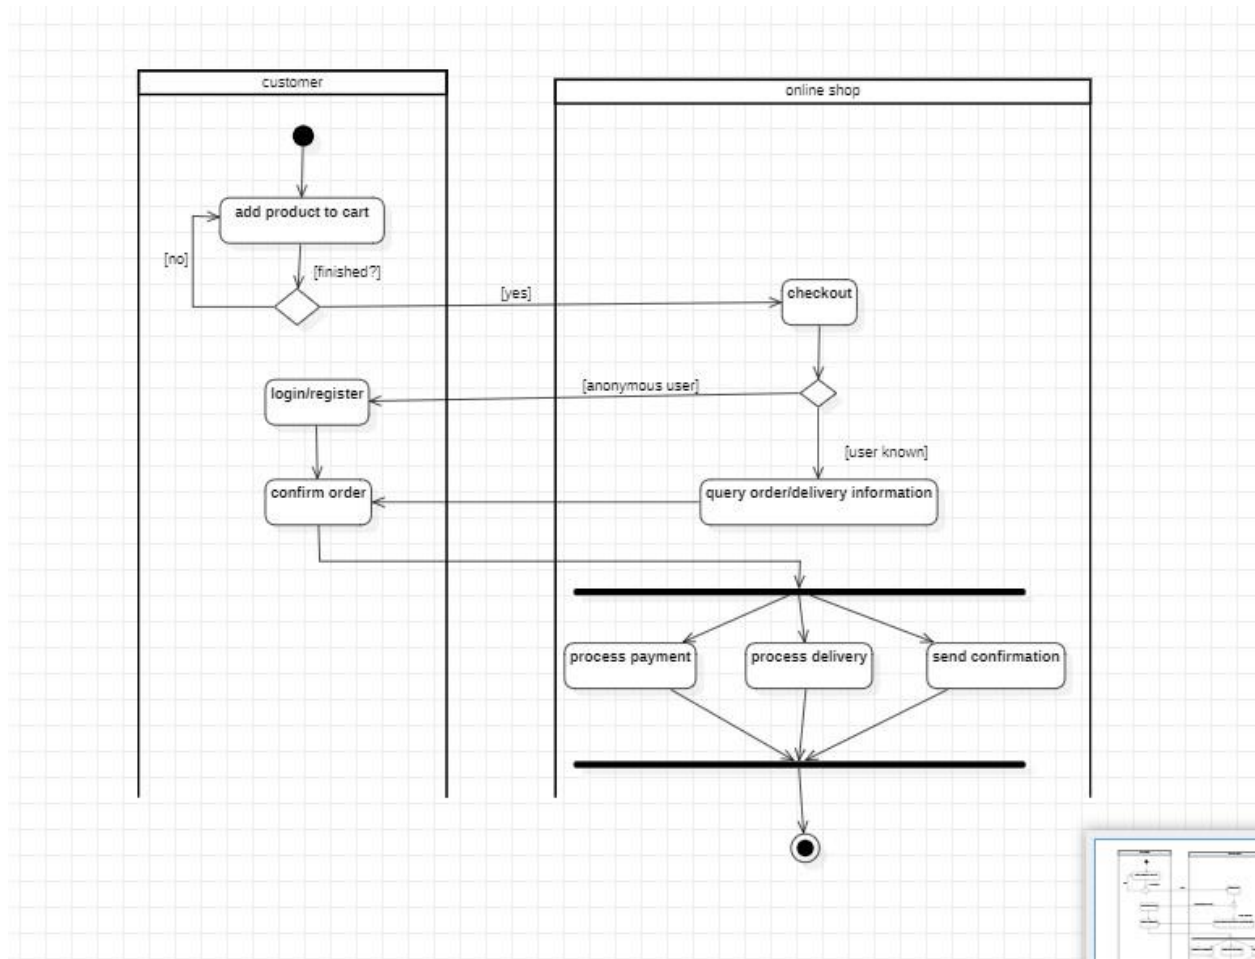 customer
online shop
add product to cart
[no]
[finished?]
[yes]
checkout
login/register
[anonymous user]
[user known]
confirm order
query order/delivery information
process payment
process delivery
send confirmation